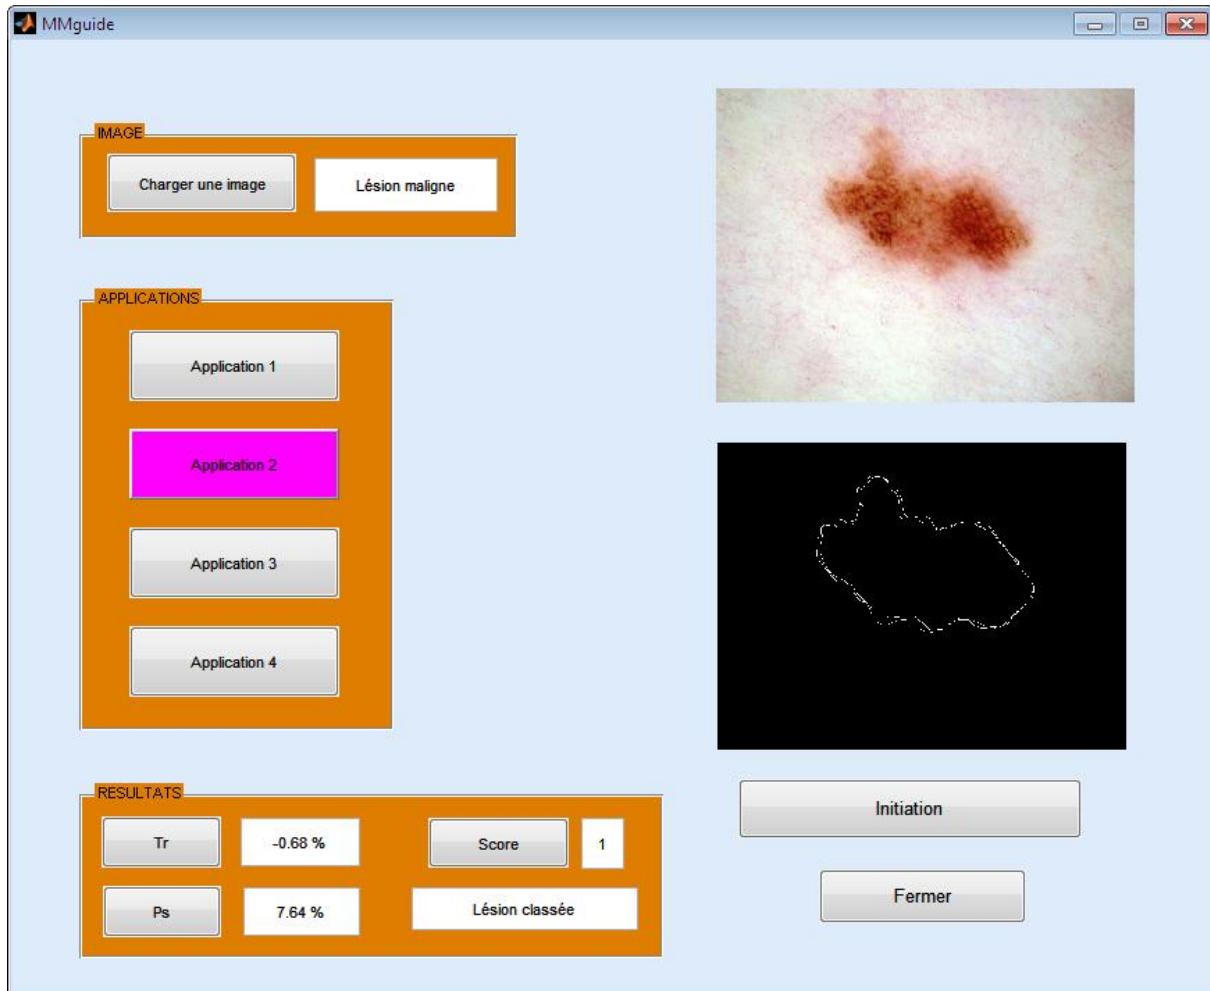 MMguide
IMAGE
Charger une image
Lésion maligne
APPLICATIONS
Application 1
Application 2
Application 3
Application 4
RESULTATS
Tr
-0.68 %
Score
1
Ps
7.64 %
Lésion classée
Initiation
Fermer